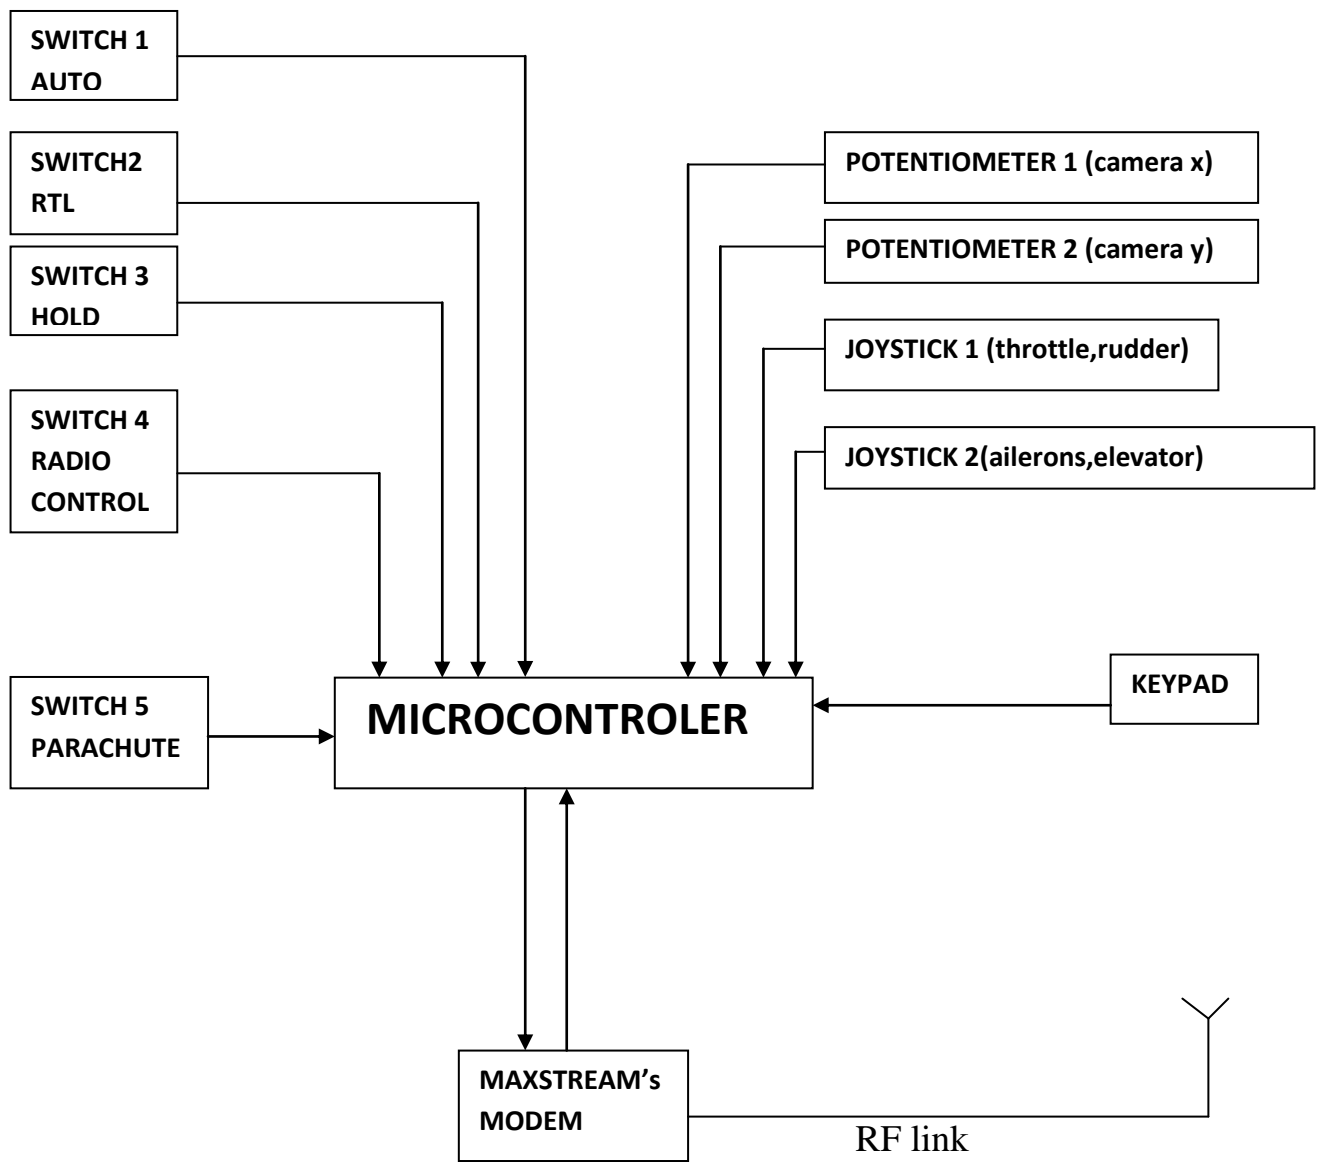 SWITCH 1
AUTO
SWITCH2
RTL
SWITCH 3
HOLD
SWITCH 4
RADIO
CONTROL
SWITCH 5
PARACHUTE
POTENTIOMETER 1 (camera x)
POTENTIOMETER 2 (camera y)
JOYSTICK 1 (throttle,rudder)
JOYSTICK 2(ailerons,elevator)
KEYPAD
MICROCONTROLER
MAXSTREAM’s
MODEM
RF link